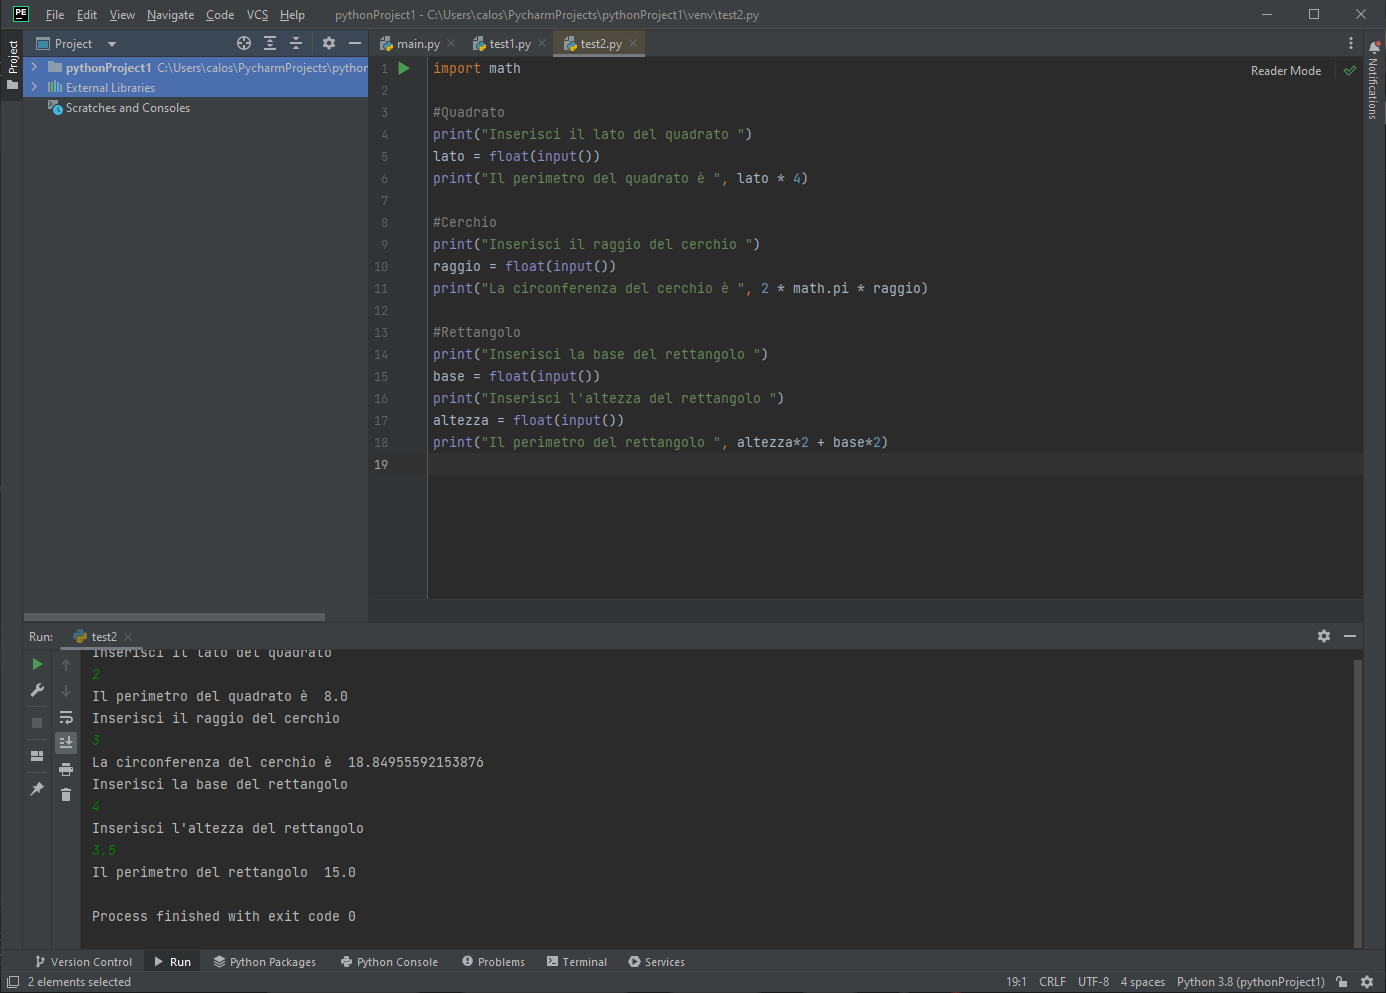 PE File Edit View Navigate Code VCS Help pythonProject1 - C:\Users\calos\PycharmProjects\pythonProject1\venv\test2.py
Project
Project
main.py test1.py test2.py
pythonProject1 C:\Users\calos\PycharmProjects\python
External Libraries
Scratches and Consoles
Reader Mode
Notifications
1 import math
2
3 #Quadrato
4 print("Inserisci il lato del quadrato ")
5 lato = float(input())
6 print("Il perimetro del quadrato è ", lato * 4)
7
8 #Cerchio
9 print("Inserisci il raggio del cerchio ")
10 raggio = float(input())
11 print("La circonferenza del cerchio è ", 2 * math.pi * raggio)
12
13 #Rettangolo
14 print("Inserisci la base del rettangolo ")
15 base = float(input())
16 print("Inserisci l'altezza del rettangolo ")
17 altezza = float(input())
18 print("Il perimetro del rettangolo ", altezza*2 + base*2)
19
Run: test2
Inserisci il lato del quadrato
2
Il perimetro del quadrato è  8.0
Inserisci il raggio del cerchio
3
La circonferenza del cerchio è  18.84955592153876
Inserisci la base del rettangolo
4
Inserisci l'altezza del rettangolo
3.5
Il perimetro del rettangolo  15.0
Process finished with exit code 0
Version Control Run Python Packages Python Console Problems Terminal Services
2 elements selected 19:1 CRLF UTF-8 4 spaces Python 3.8 (pythonProject1)